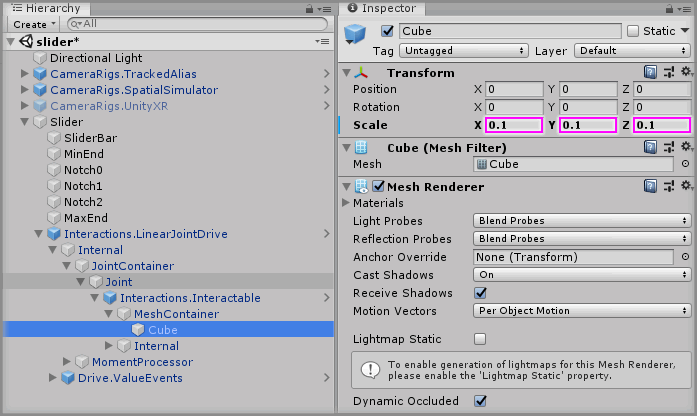 Hierarchy
Create All
slider*
Directional Light
CameraRigs.TrackedAlias
CameraRigs.SpatialSimulator
CameraRigs.UnityXR
Slider
SliderBar
MinEnd
Notch0
Notch1
Notch2
MaxEnd
Interactions.LinearJointDrive
Internal
JointContainer
Joint
Interactions.Interactable
MeshContainer
Cube
Internal
MomentProcessor
Drive.ValueEvents
Inspector
Cube Static
Tag Untagged Layer Default
Transform
Position X 0 Y 0 Z 0
Rotation X 0 Y 0 Z 0
Scale X 0.1 Y 0.1 Z 0.1
Cube (Mesh Filter)
Mesh Cube
Mesh Renderer
Materials
Light Probes Blend Probes
Reflection Probes Blend Probes
Anchor Override None (Transform)
Cast Shadows On
Receive Shadows
Motion Vectors Per Object Motion
Lightmap Static
To enable generation of lightmaps for this Mesh Renderer,
please enable the 'Lightmap Static' property.
Dynamic Occluded